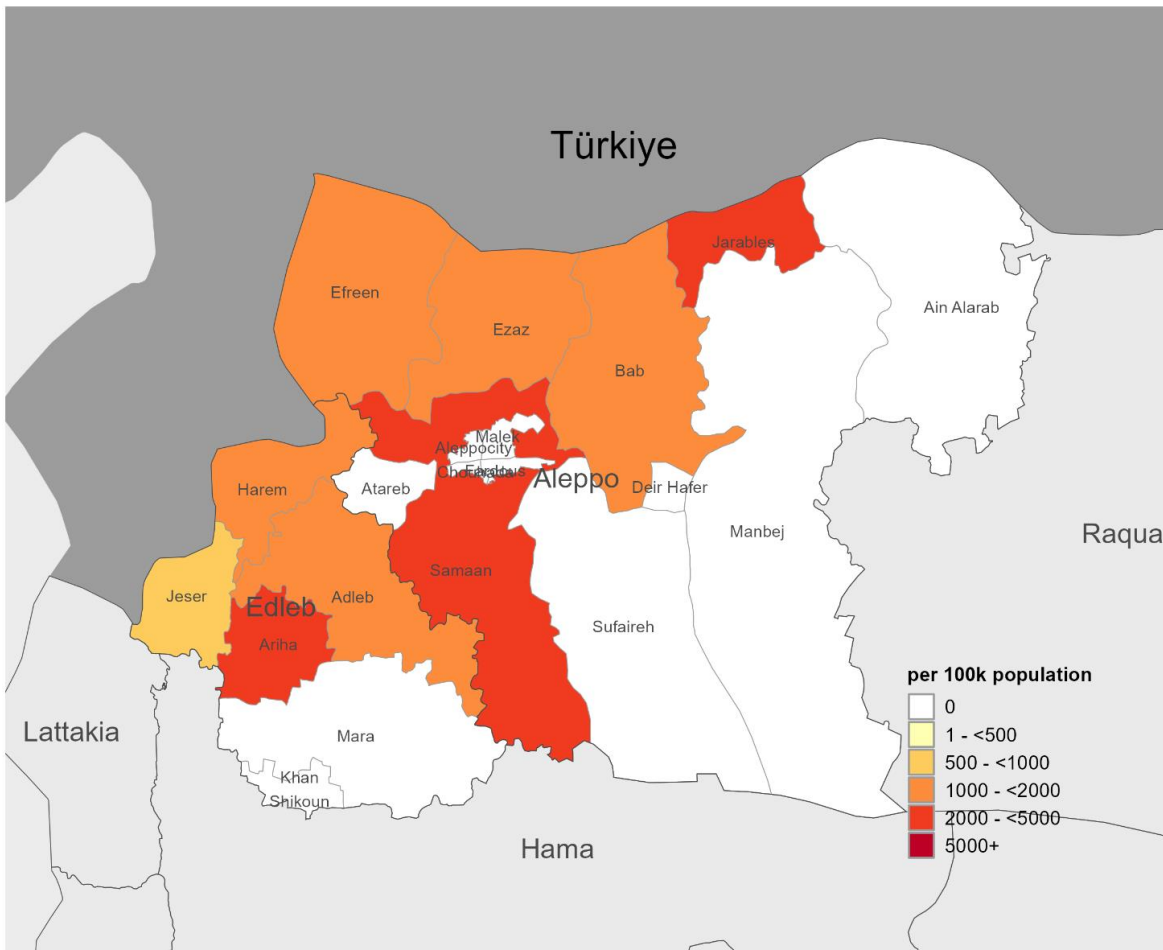 Türkiye
Jarables
Efreen
Ain Alarab
Ezaz
Bab
Malek
Aleppocity
Fardous
Aleppo
Harem
Atareb
Deir Hafer
Manbej
Raqua
Samaan
Jeser
Adleb
Edleb
Sufaireh
Ariha
per 100k population
0
Lattakia
Mara
1 - <500
500 - <1000
Khan
Shikoun
1000 - <2000
2000 - <5000
Hama
5000+